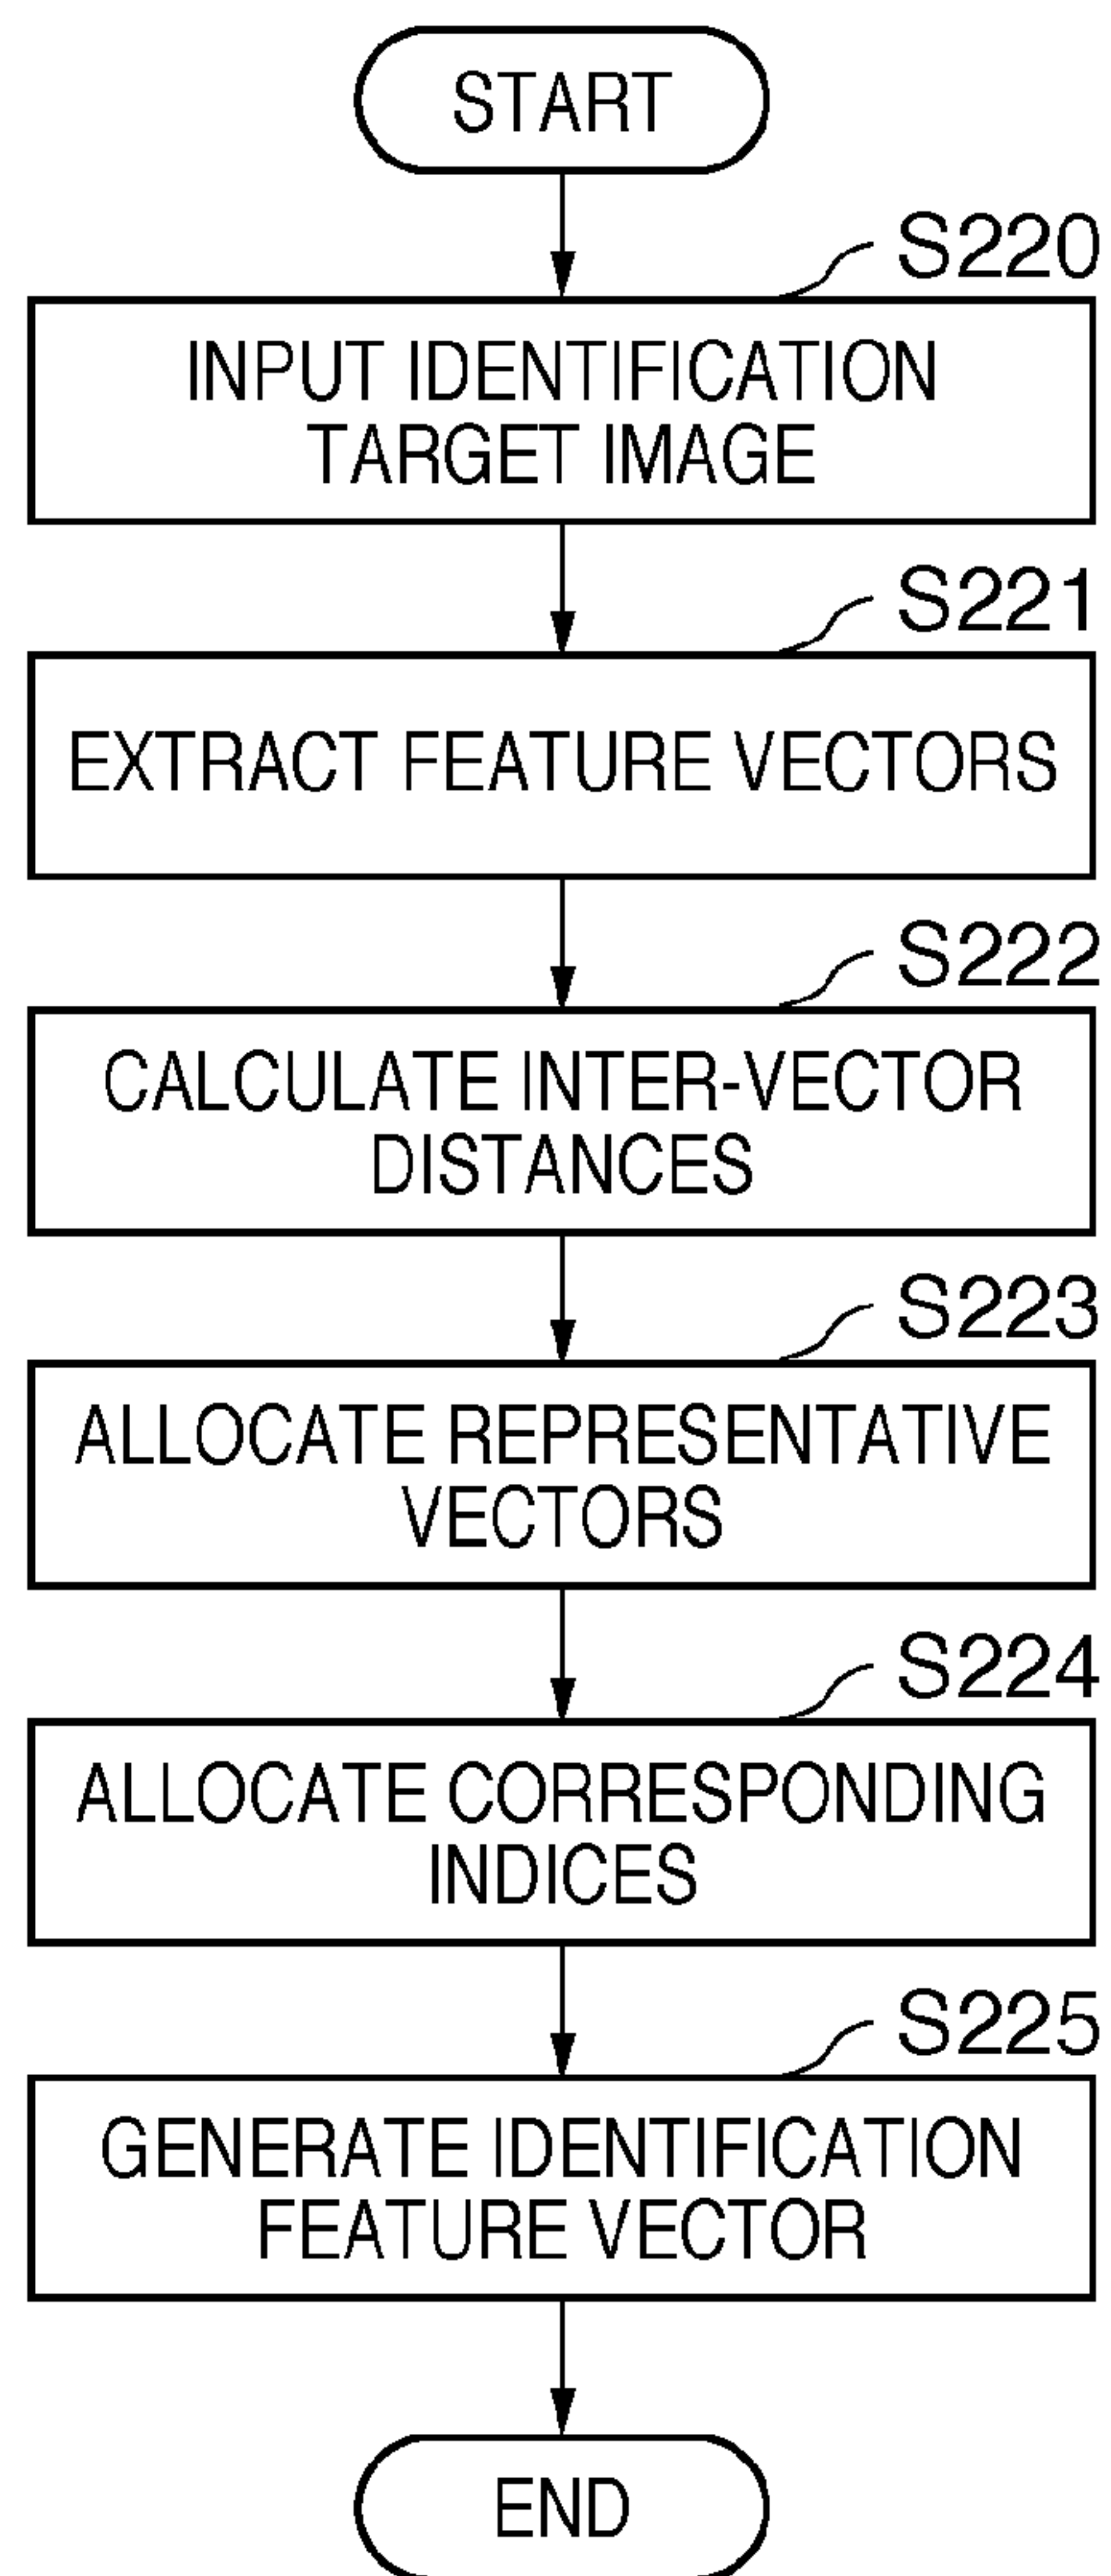 START
S220
INPUT IDENTIFICATION
TARGET IMAGE
S221
EXTRACT FEATURE VECTORS
S222
CALCULATE INTER-VECTOR
DISTANCES
S223
ALLOCATE REPRESENTATIVE
VECTORS
S224
ALLOCATE CORRESPONDING
INDICES
S225
GENERATE IDENTIFICATION
FEATURE VECTOR
END